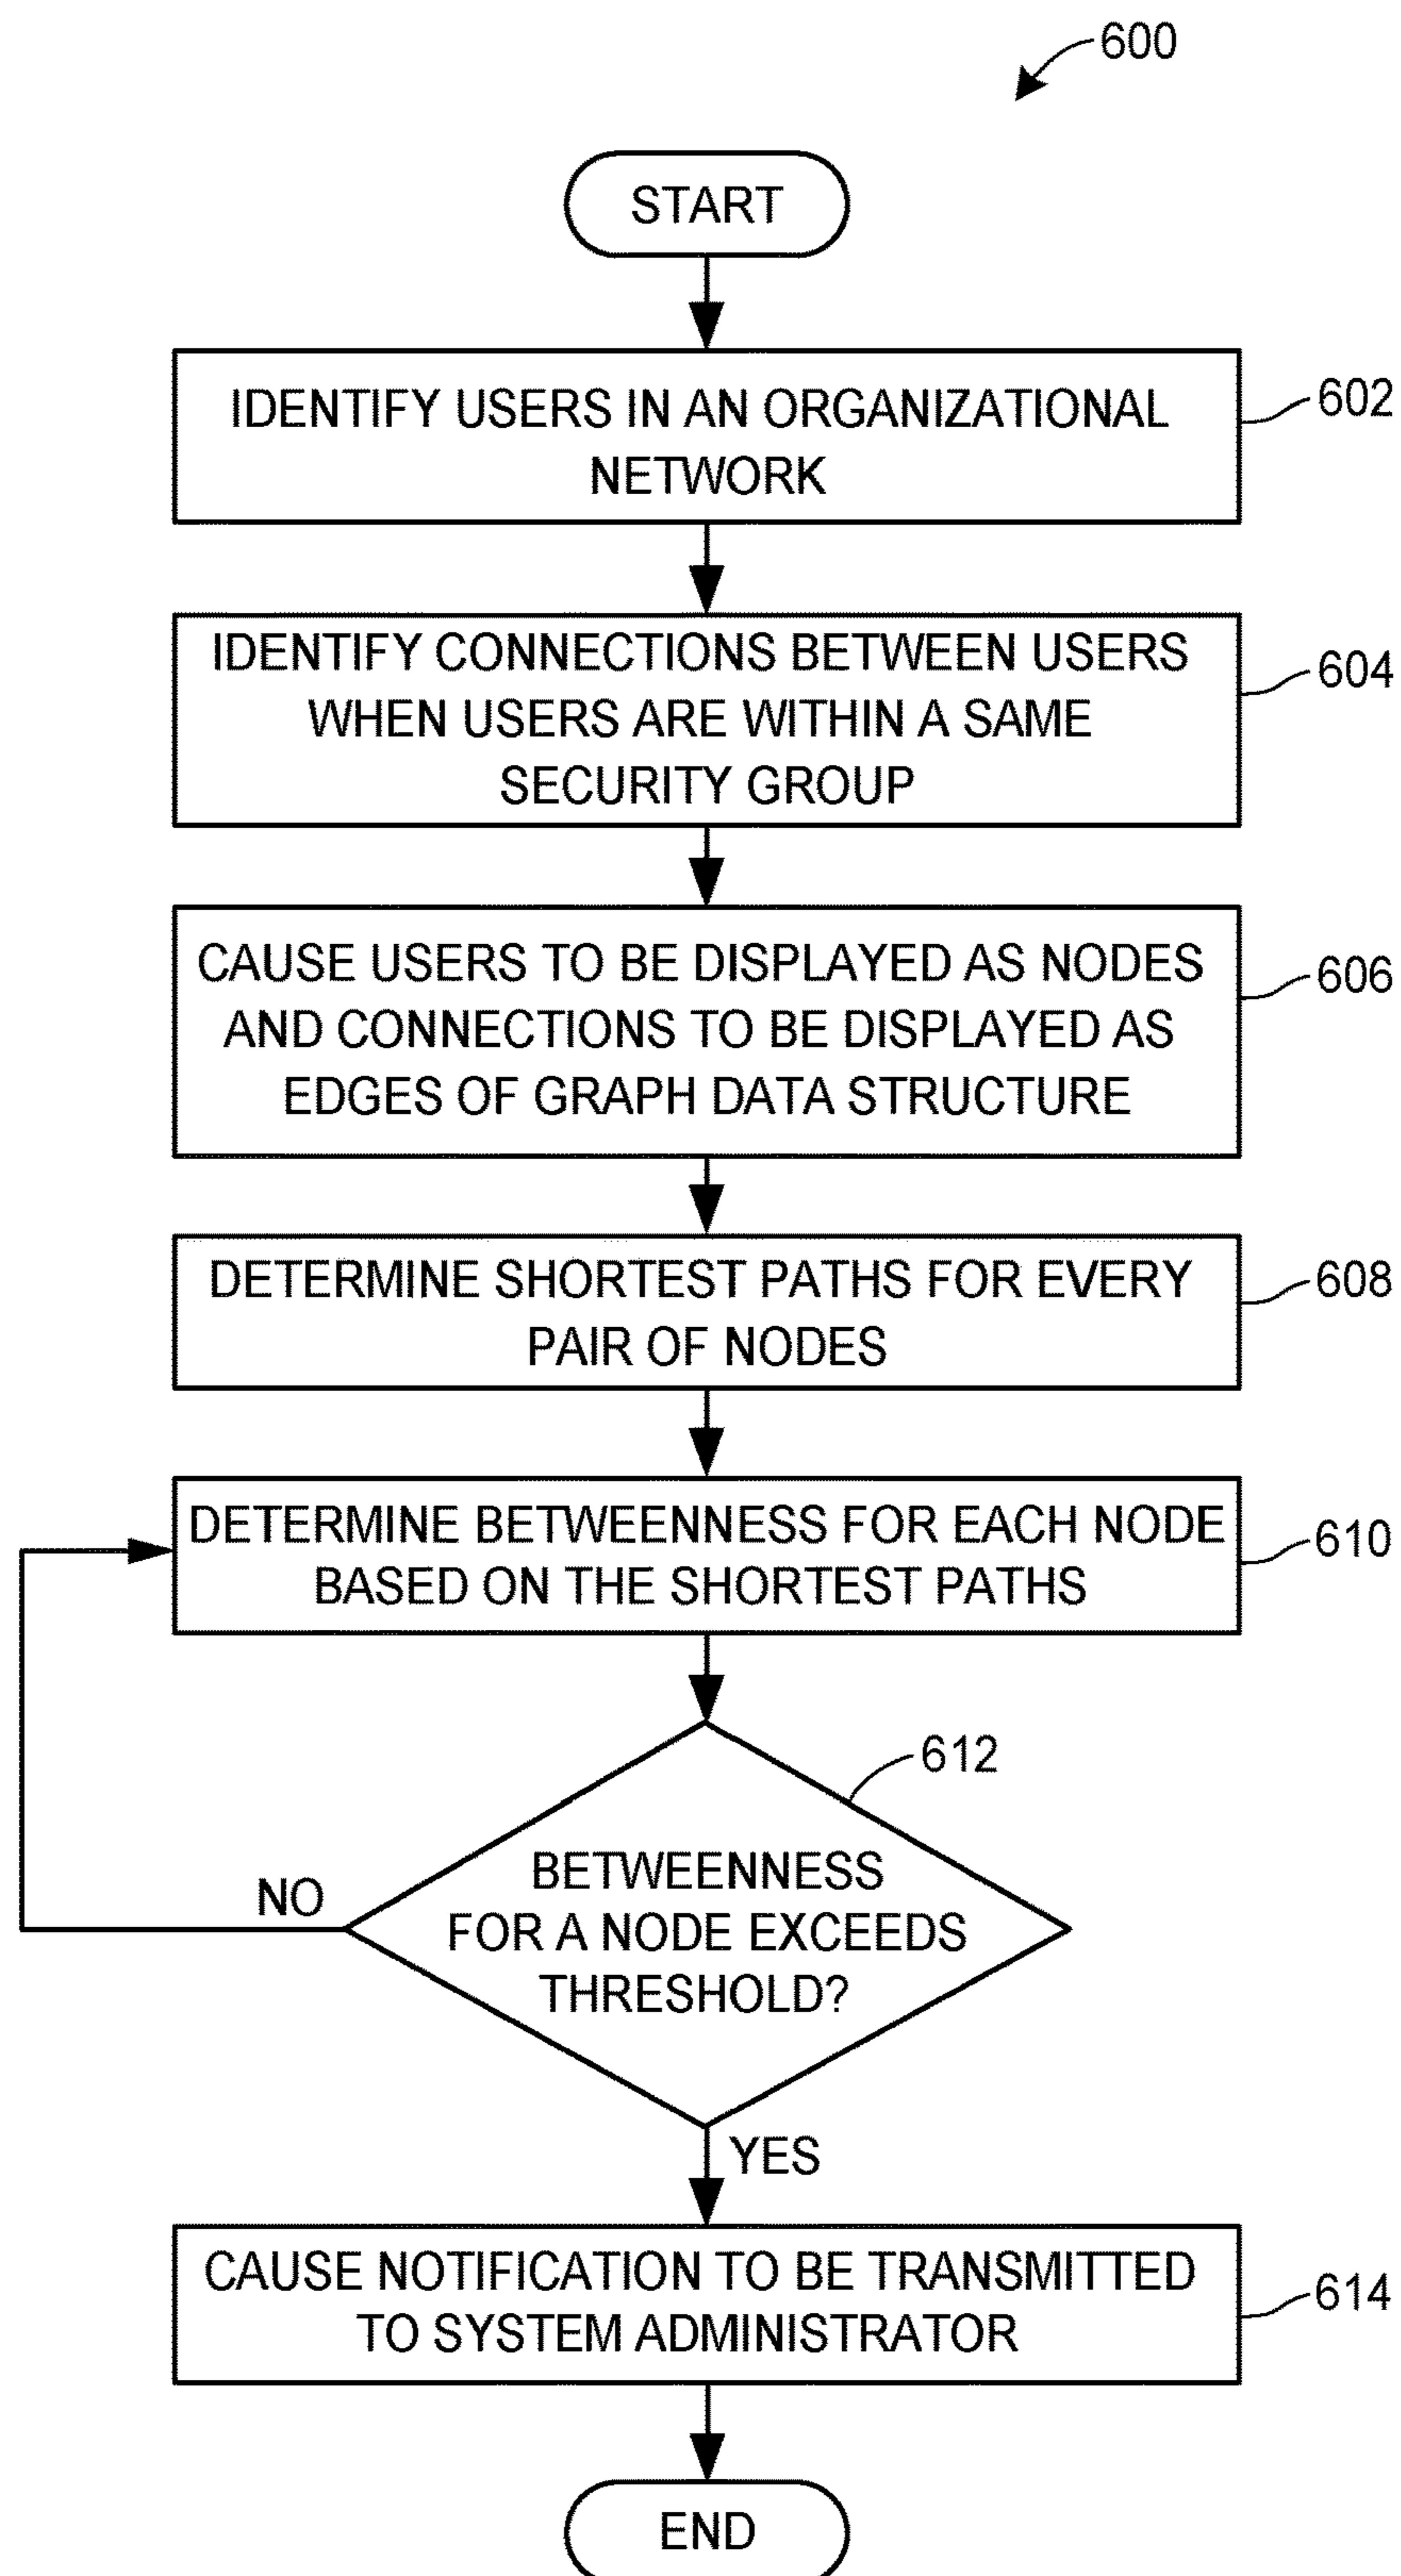 600
START
IDENTIFY USERS IN AN ORGANIZATIONAL
NETWORK
602
IDENTIFY CONNECTIONS BETWEEN USERS
WHEN USERS ARE WITHIN A SAME
SECURITY GROUP
604
CAUSE USERS TO BE DISPLAYED AS NODES
AND CONNECTIONS TO BE DISPLAYED AS
EDGES OF GRAPH DATA STRUCTURE
606
DETERMINE SHORTEST PATHS FOR EVERY
PAIR OF NODES
608
DETERMINE BETWEENNESS FOR EACH NODE
BASED ON THE SHORTEST PATHS
610
612
BETWEENNESS
FOR A NODE EXCEEDS
THRESHOLD?
NO
YES
CAUSE NOTIFICATION TO BE TRANSMITTED
TO SYSTEM ADMINISTRATOR
614
END